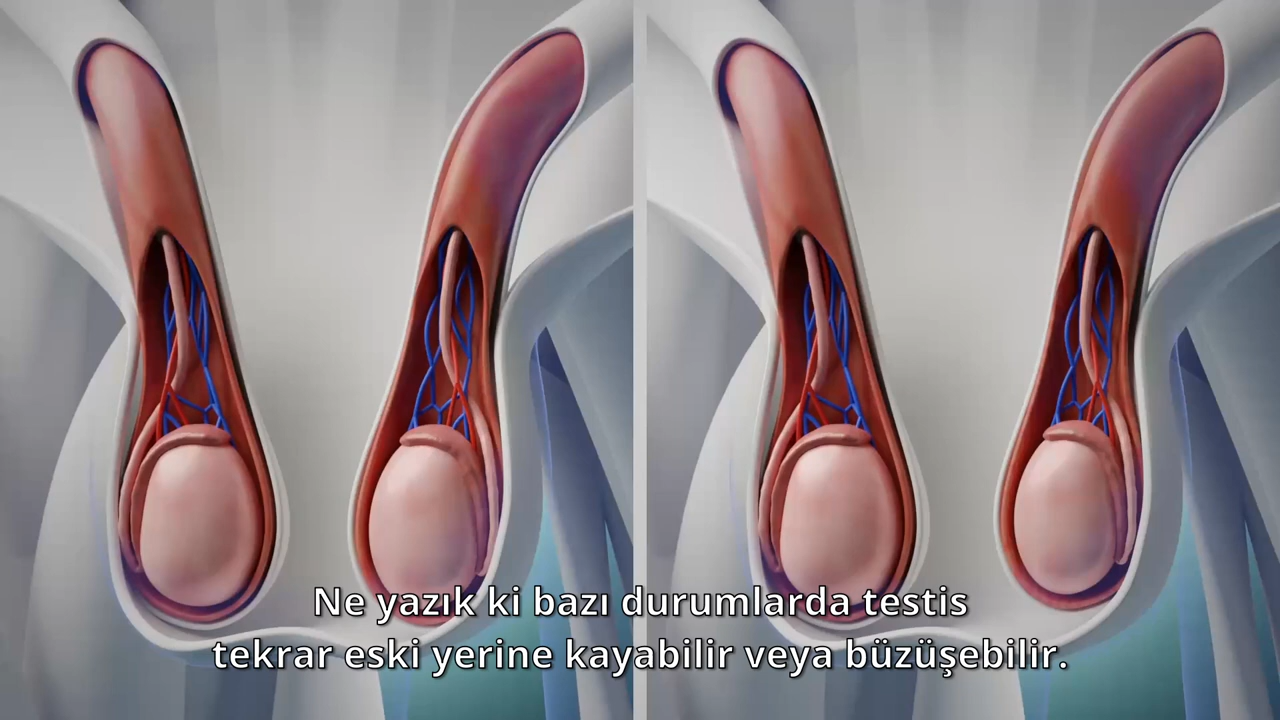 Ne yazık ki bazı durumlarda testis
tekrar eski yerine kayabilir veya büzüşebilir.